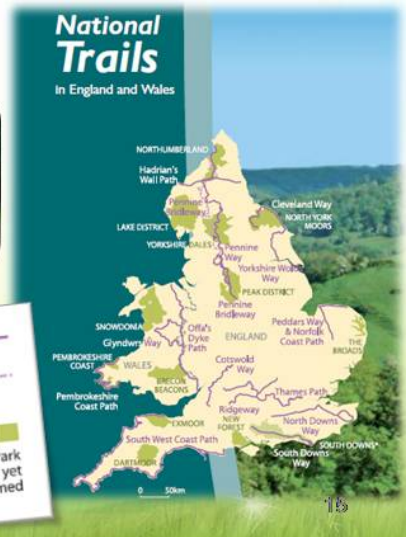 National
Trails
in England and Wales
NORTHUMBERLAND
Hadrian's
Wall Path
Pennine
Bridleway
LAKE DISTRICT
YORKSHIRE DALES
Cleveland Way
NORTH YORK
MOORS
Pennine
Way
Yorkshire Wolds
Way
PEAK DISTRICT
Pennine
Bridleway
SNOWDONIA
Glyndwrs Way
Offa's
Dyke
Path
ENGLAND
Peddars Way
& Norfolk
Coast Path
THE
BROADS
PEMBROKESHIRE
COAST
WALES
Cotswold
Way
Pembrokeshire
Coast Path
BRECON
BEACONS
Thames Path
Ridgeway
NEW
FOREST
North Downs
Way
EXMOOR
South West Coast Path
SOUTH DOWNS*
South Downs
Way
DARTMOOR
0 50km
ark
yet
med
16